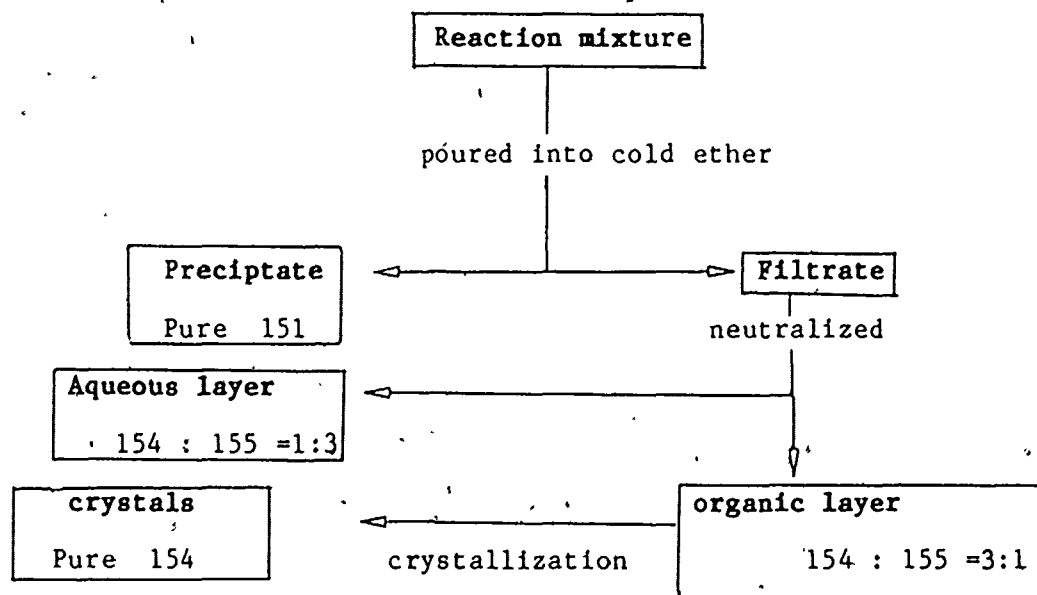 Reaction mixture
póured into cold ether
Preciptate
Pure 151
Filtrate
neutralized
Aqueous layer
154 : 155 =1:3
crystals
Pure 154
crystallization
organic layer
154 : 155 =3:1